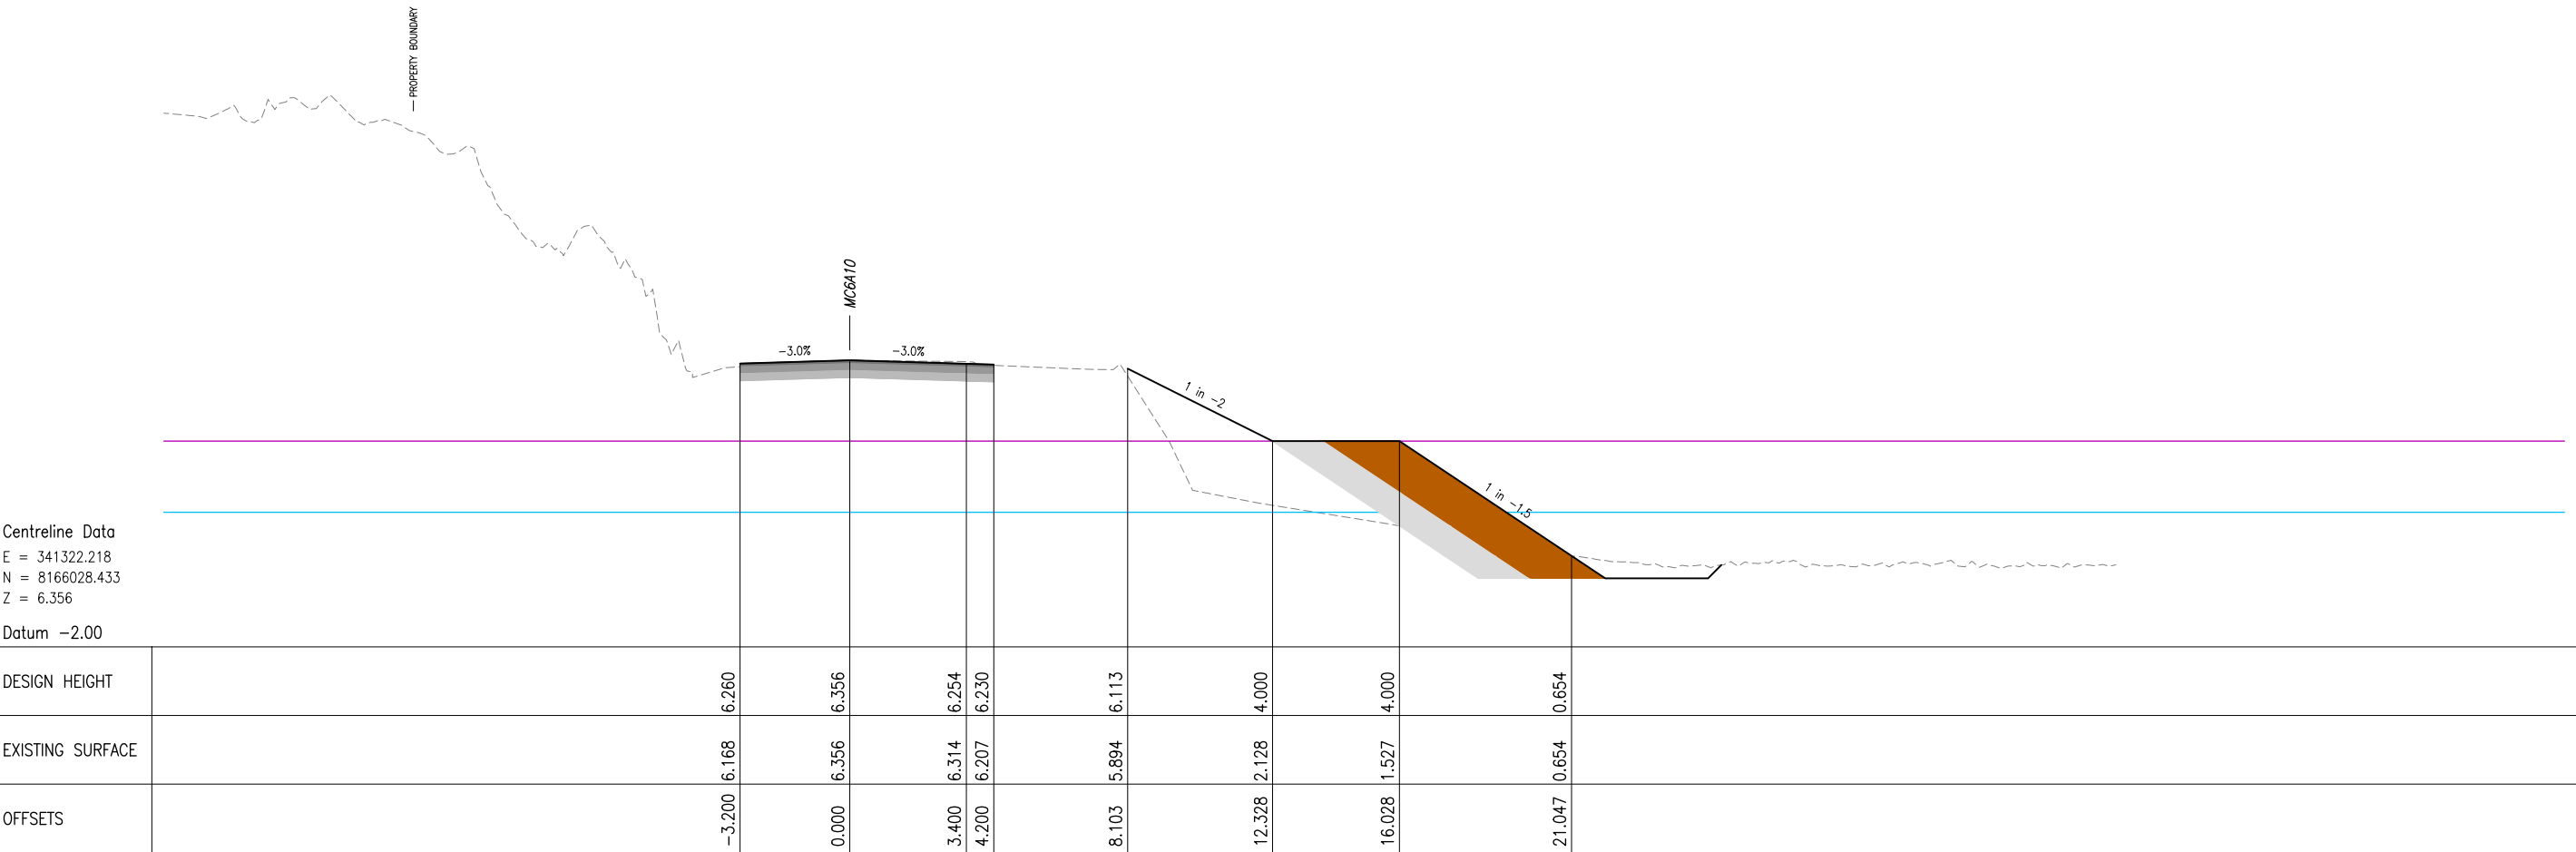 PROPERTY BOUNDARY
MC6A10
-3.0%
-3.0%
1 in -2
1 in -1.5
Centreline Data
E = 341322.218
N = 8166028.433
Z = 6.356
Datum -2.00
DESIGN HEIGHT 6.260 6.356 6.254 6.230 6.113 4.000 4.000 0.654
EXISTING SURFACE 6.168 6.356 6.314 6.207 5.894 2.128 1.527 0.654
OFFSETS -3.200 0.000 3.400 4.200 8.103 12.328 16.028 21.047